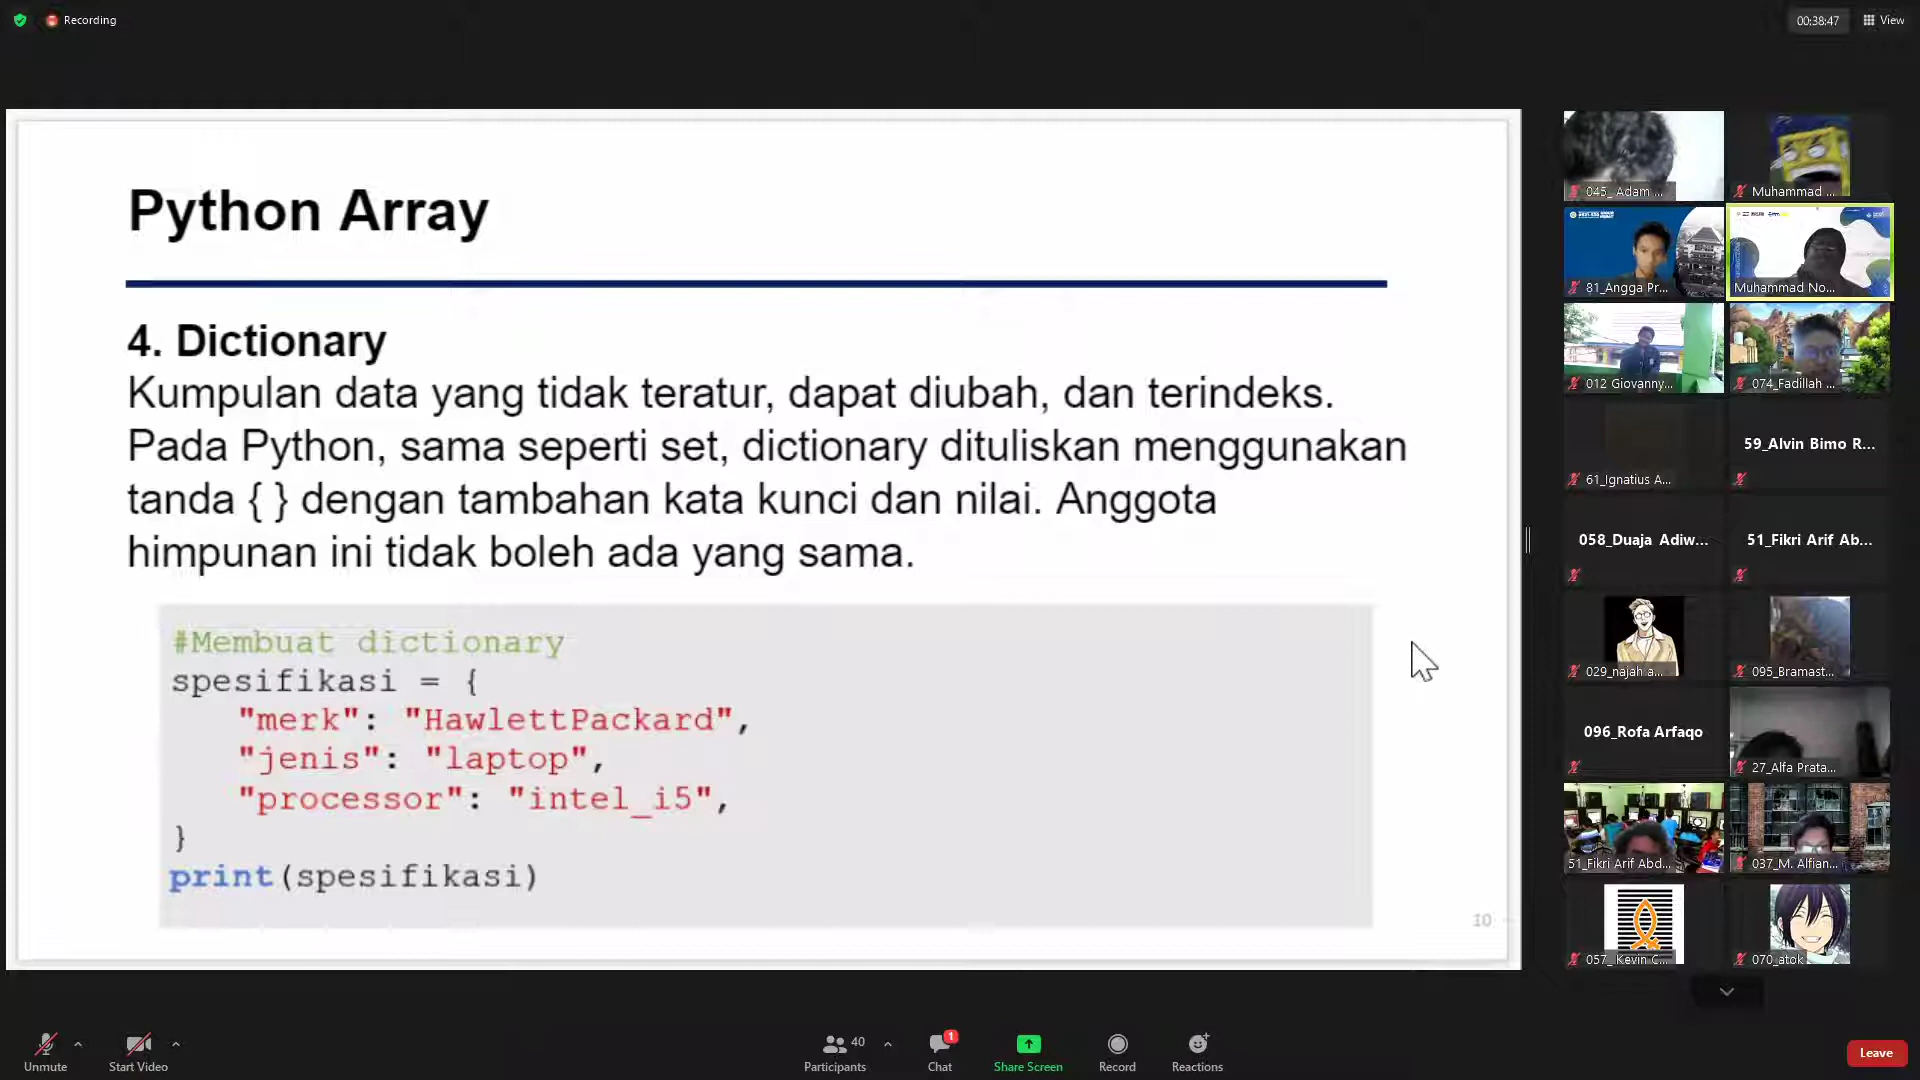 Recording
00:38:47
View
Python Array
4. Dictionary
Kumpulan data yang tidak teratur, dapat diubah, dan terindeks.
Pada Python, sama seperti set, dictionary dituliskan menggunakan
tanda { } dengan tambahan kata kunci dan nilai. Anggota
himpunan ini tidak boleh ada yang sama.
#Membuat dictionary
spesifikasi = {
"merk": "HawlettPackard",
"jenis": "laptop",
"processor": "intel_i5",
}
print(spesifikasi)
10
045_ Adam ...
Muhammad ...
81_Angga Pr...
Muhammad No...
012 Giovanny...
074_Fadillah ...
61_Ignatius A...
59_Alvin Bimo R...
058_Duaja Adiw...
51_Fikri Arif Ab...
029_najah a...
095_Bramast...
096_Rofa Arfaqo
27_Alfa Prata...
51_Fikri Arif Abd...
037_M. Alfian...
057_ Kevin C...
070_atok
Unmute
Start Video
40
Participants
1
Chat
Share Screen
Record
Reactions
Leave